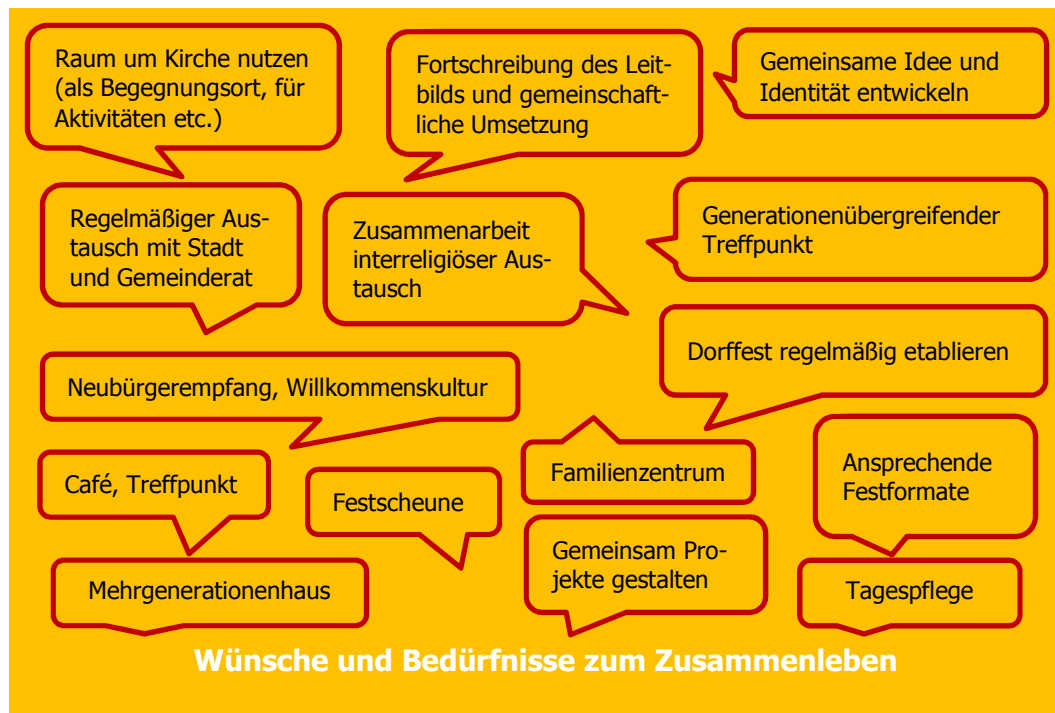 Raum um Kirche nutzen
(als Begegnungsort, für
Aktivitäten etc.)
Fortschreibung des Leit-
bilds und gemeinschaft-
liche Umsetzung
Gemeinsame Idee und
Identität entwickeln
Regelmäßiger Aus-
tausch mit Stadt
und Gemeinderat
Zusammenarbeit
interreligiöser Aus-
tausch
Generationenübergreifender
Treffpunkt
Dorffest regelmäßig etablieren
Neubürgerempfang, Willkommenskultur
Café, Treffpunkt
Festscheune
Familienzentrum
Ansprechende
Festformate
Mehrgenerationenhaus
Gemeinsam Pro-
jekte gestalten
Tagespflege
Wünsche und Bedürfnisse zum Zusammenleben